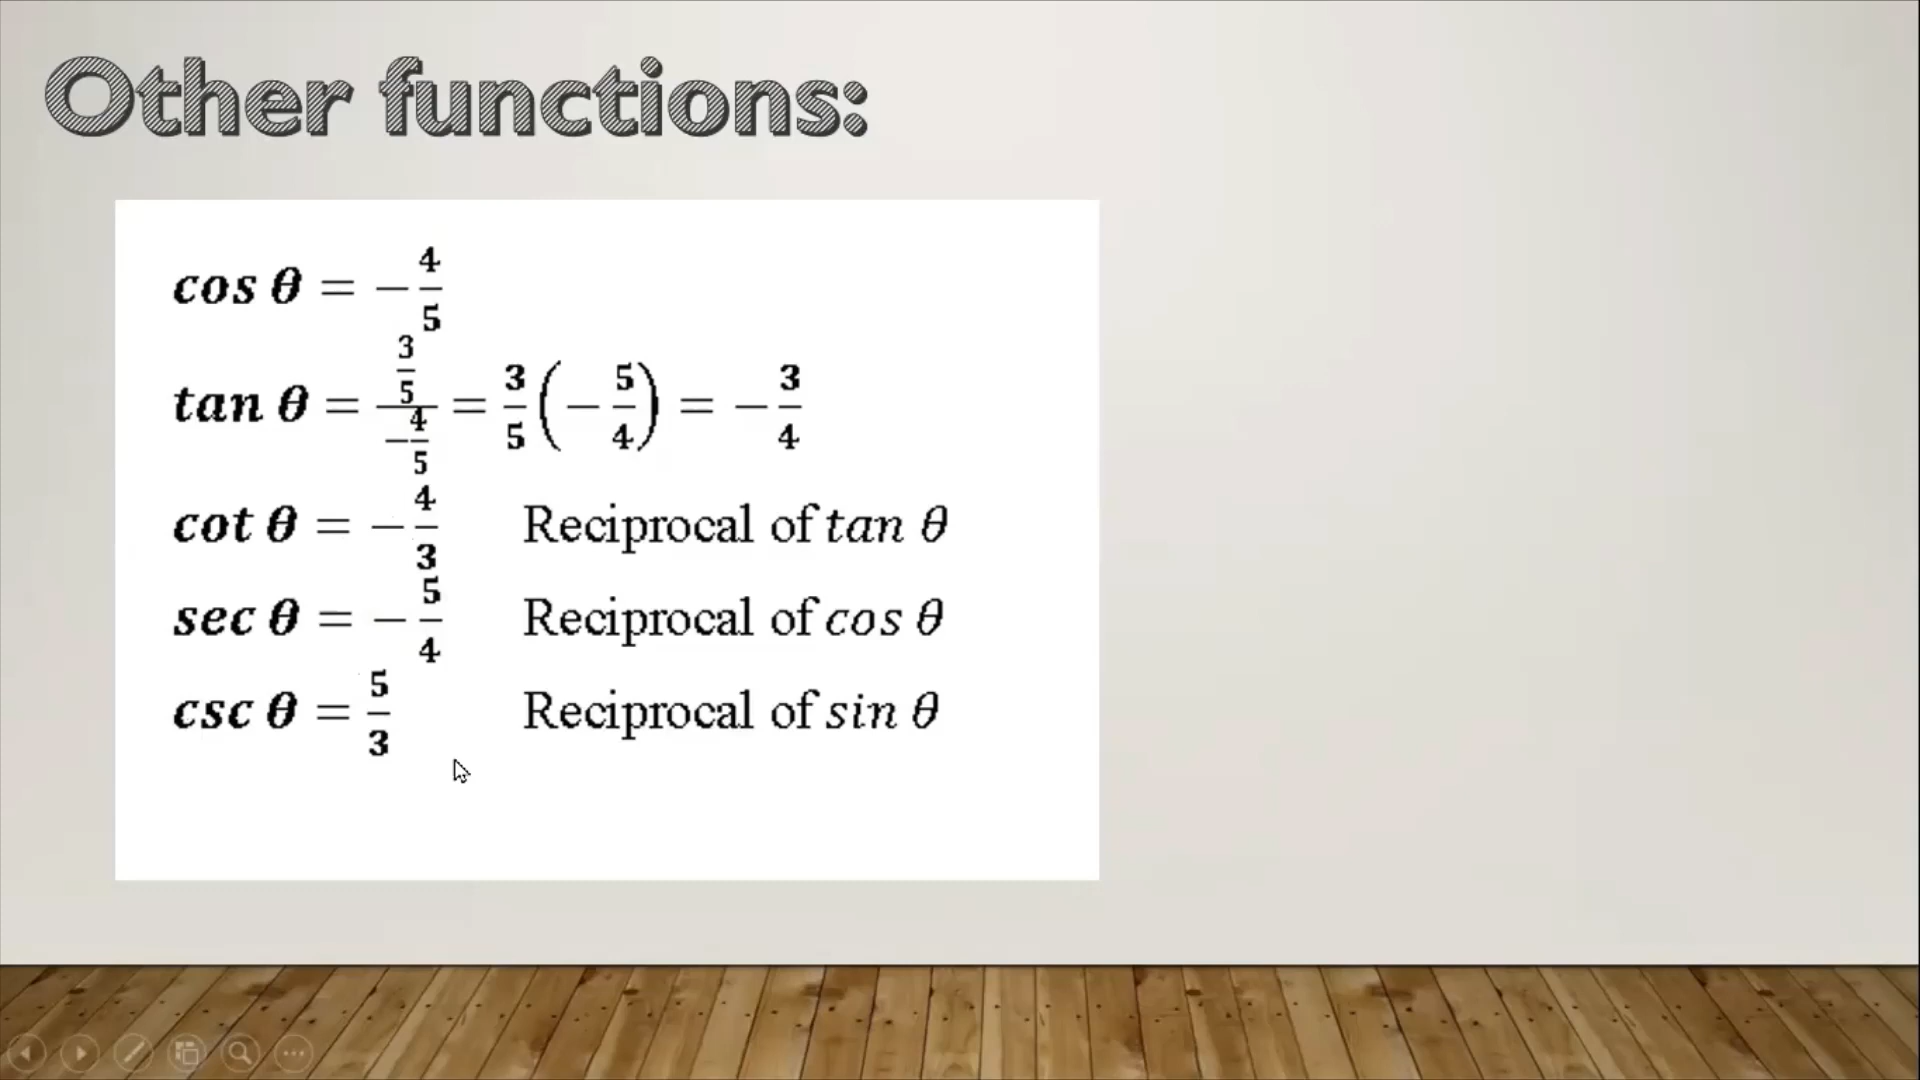 Other functions:
cos θ = −4/5
tan θ = (3/5)/(−4/5) = 3/5 (−5/4) = −3/4
cot θ = −4/3 Reciprocal of tan θ
sec θ = −5/4 Reciprocal of cos θ
csc θ = 5/3 Reciprocal of sin θ